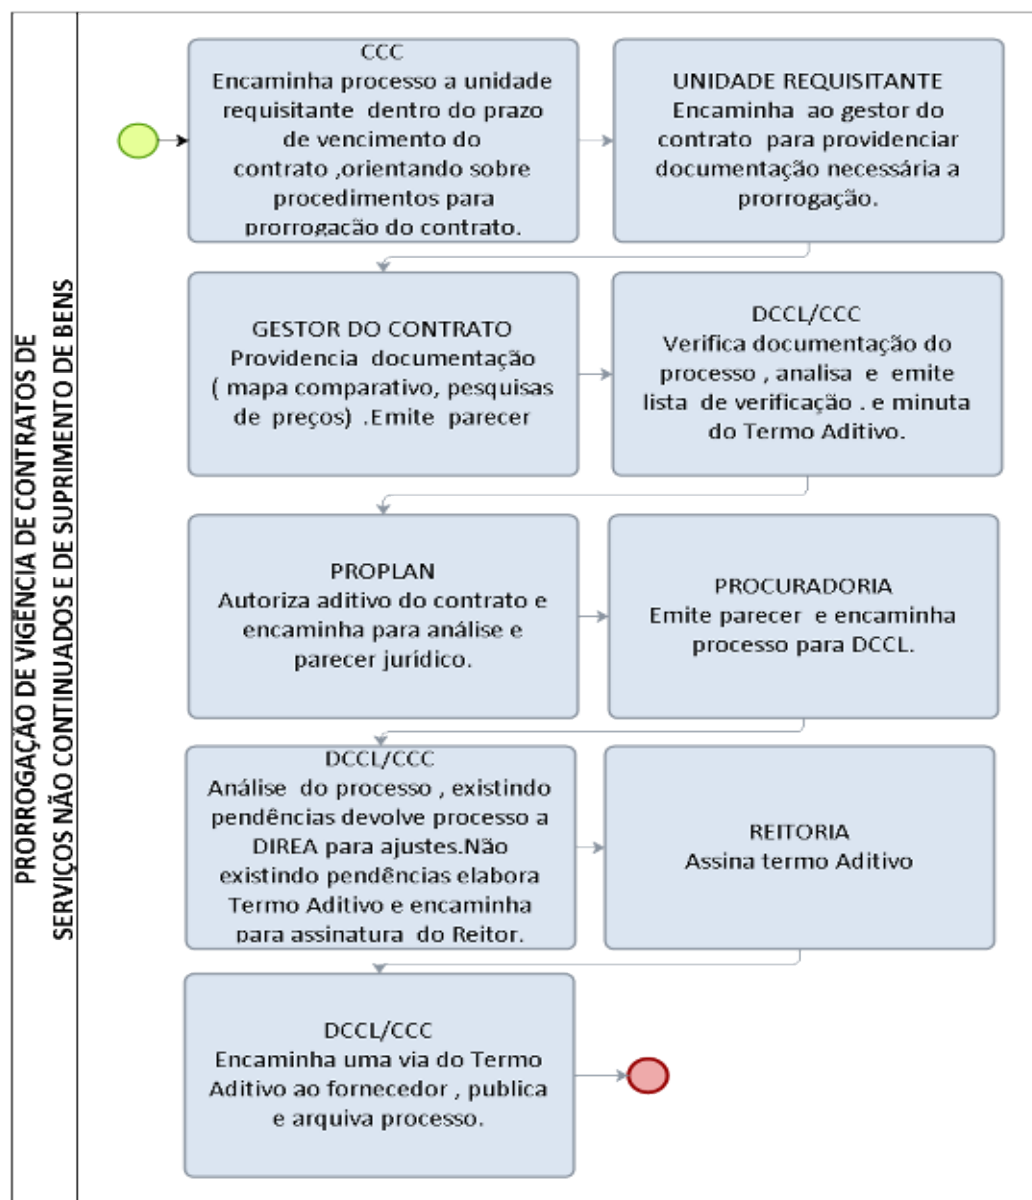 PRORROGAÇÃO DE VIGÊNCIA DE CONTRATOS DE
SERVIÇOS NÃO CONTINUADOS E DE SUPRIMENTO DE BENS
CCC
Encaminha processo a unidade
requisitante dentro do prazo
de vencimento do
contrato ,orientando sobre
procedimentos para
prorrogação do contrato.
UNIDADE REQUISITANTE
Encaminha ao gestor do
contrato para providenciar
documentação necessária a
prorrogação.
GESTOR DO CONTRATO
Providencia documentação
( mapa comparativo, pesquisas
de preços) .Emite parecer
DCCL/CCC
Verifica documentação do
processo , analisa e emite
lista de verificação . e minuta
do Termo Aditivo.
PROPLAN
Autoriza aditivo do contrato e
encaminha para análise e
parecer jurídico.
PROCURADORIA
Emite parecer e encaminha
processo para DCCL.
DCCL/CCC
Análise do processo , existindo
pendências devolve processo a
DIREA para ajustes.Não
existindo pendências elabora
Termo Aditivo e encaminha
para assinatura do Reitor.
REITORIA
Assina termo Aditivo
DCCL/CCC
Encaminha uma via do Termo
Aditivo ao fornecedor , publica
e arquiva processo.